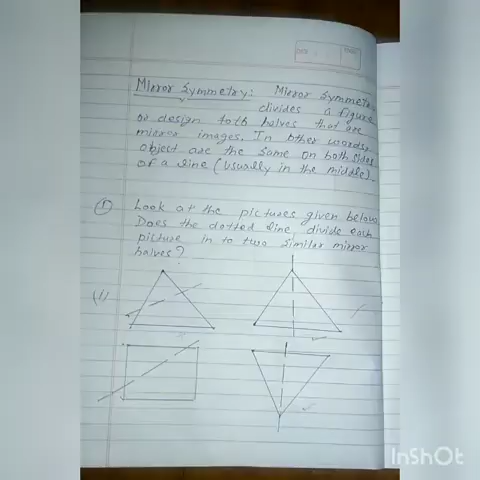 Mirror Symmetry: Mirror Symmetry
divides a figure
or design into halves that are
mirror images. In other words,
object are the same on both sides
of a line (usually in the middle).
① Look at the pictures given below
Does the dotted line divide each
picture in to two similar mirror
halves?
(i)
InShOt